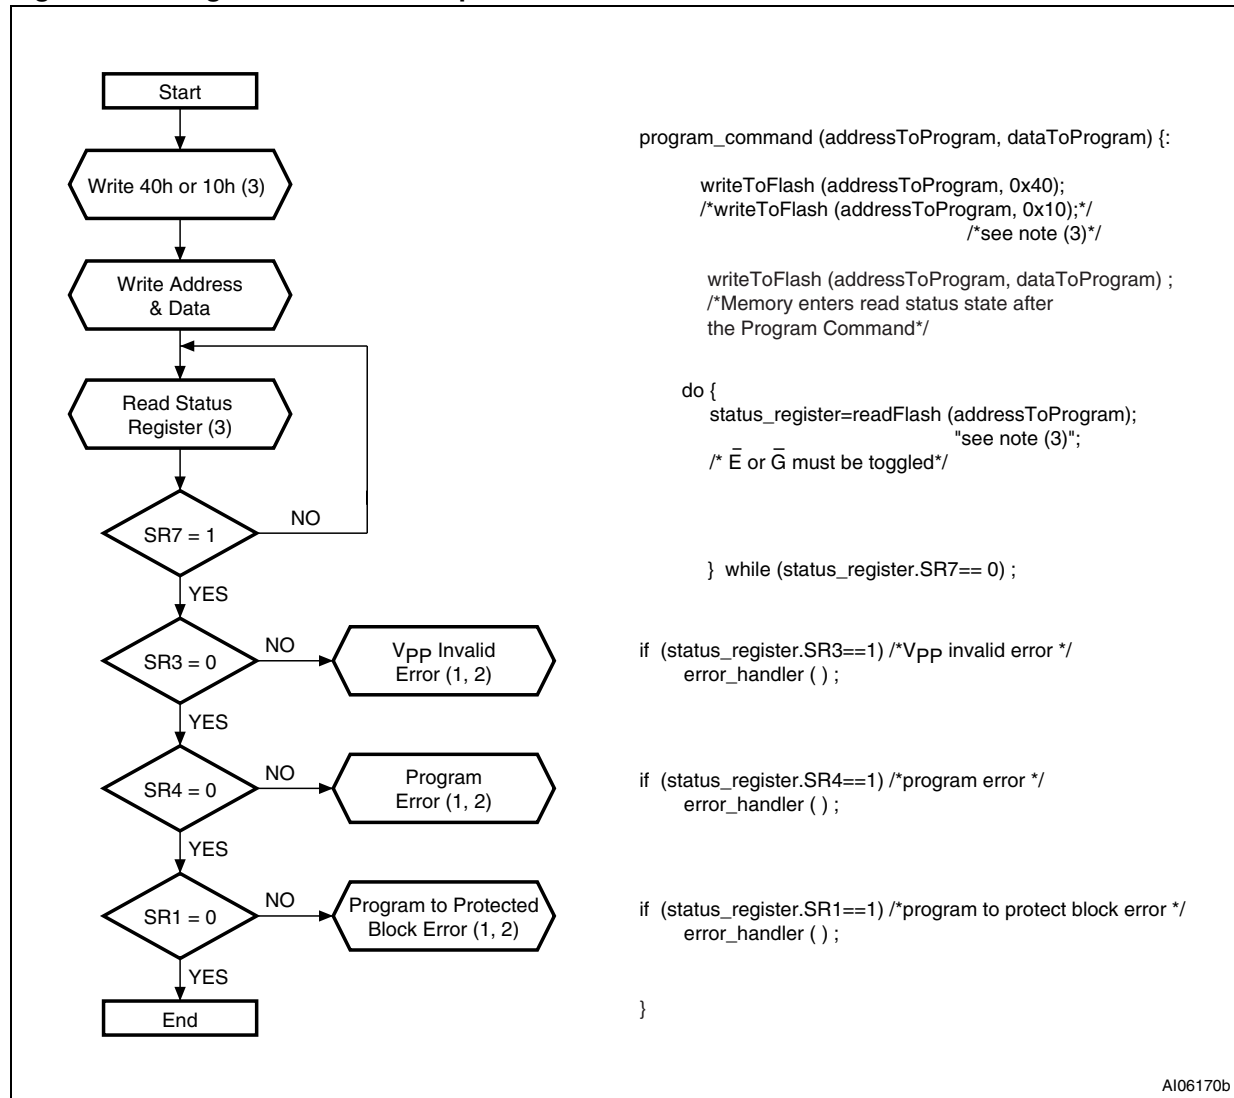 Start
Write 40h or 10h (3)
Write Address
& Data
Read Status
Register (3)
SR7 = 1
NO
YES
SR3 = 0
NO
VPP Invalid
Error (1, 2)
YES
SR4 = 0
NO
Program
Error (1, 2)
YES
SR1 = 0
NO
Program to Protected
Block Error (1, 2)
YES
End
program_command (addressToProgram, dataToProgram) {:
writeToFlash (addressToProgram, 0x40);
/*writeToFlash (addressToProgram, 0x10);*/
/*see note (3)*/
writeToFlash (addressToProgram, dataToProgram) ;
/*Memory enters read status state after
the Program Command*/
do {
status_register=readFlash (addressToProgram);
"see note (3)";
/* E̅ or G̅ must be toggled*/
} while (status_register.SR7== 0) ;
if (status_register.SR3==1) /*VPP invalid error */
error_handler ( ) ;
if (status_register.SR4==1) /*program error */
error_handler ( ) ;
if (status_register.SR1==1) /*program to protect block error */
error_handler ( ) ;
}
AI06170b